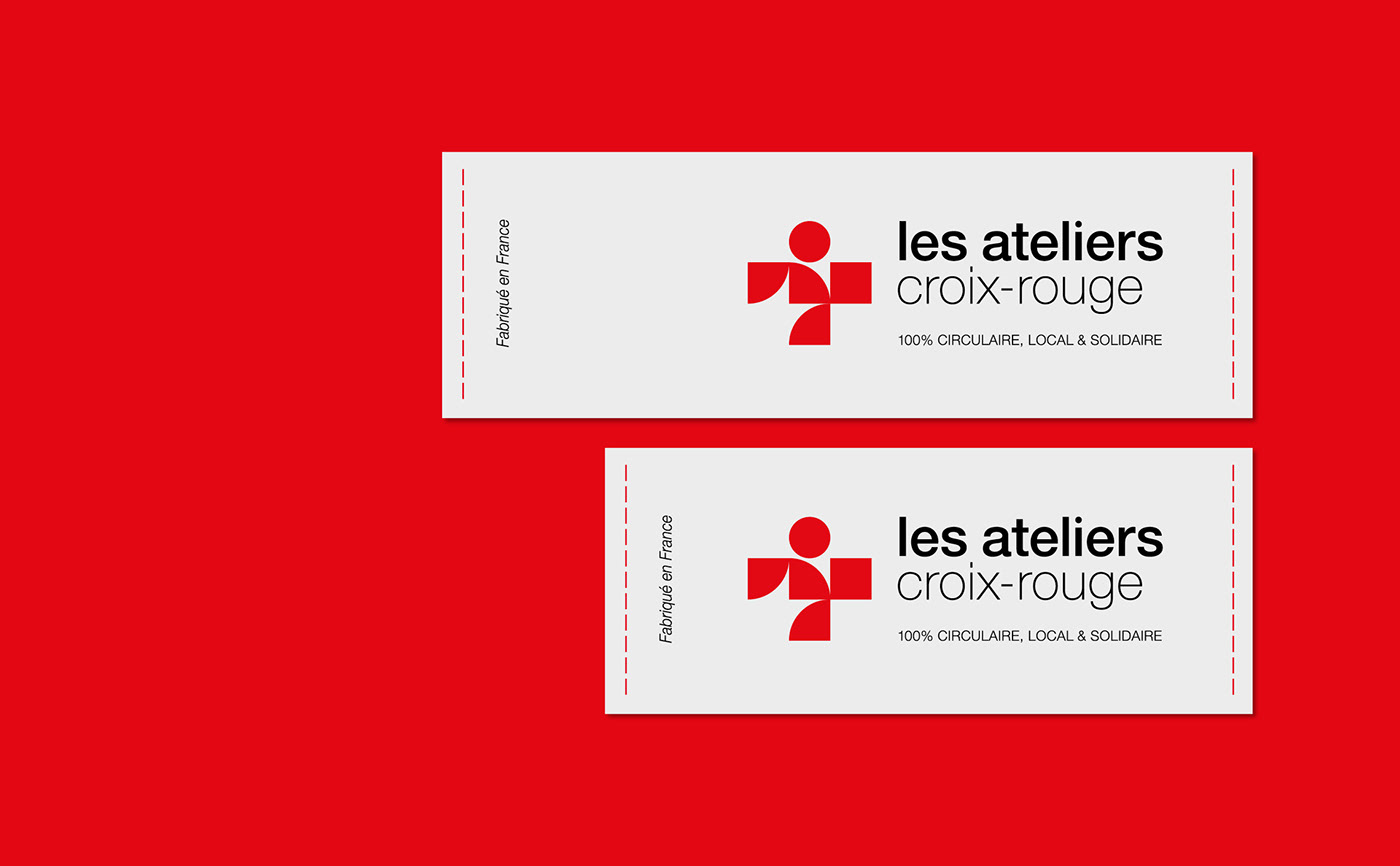 Fabriqué en France
les ateliers
croix-rouge
100% CIRCULAIRE, LOCAL & SOLIDAIRE
Fabriqué en France
les ateliers
croix-rouge
100% CIRCULAIRE, LOCAL & SOLIDAIRE